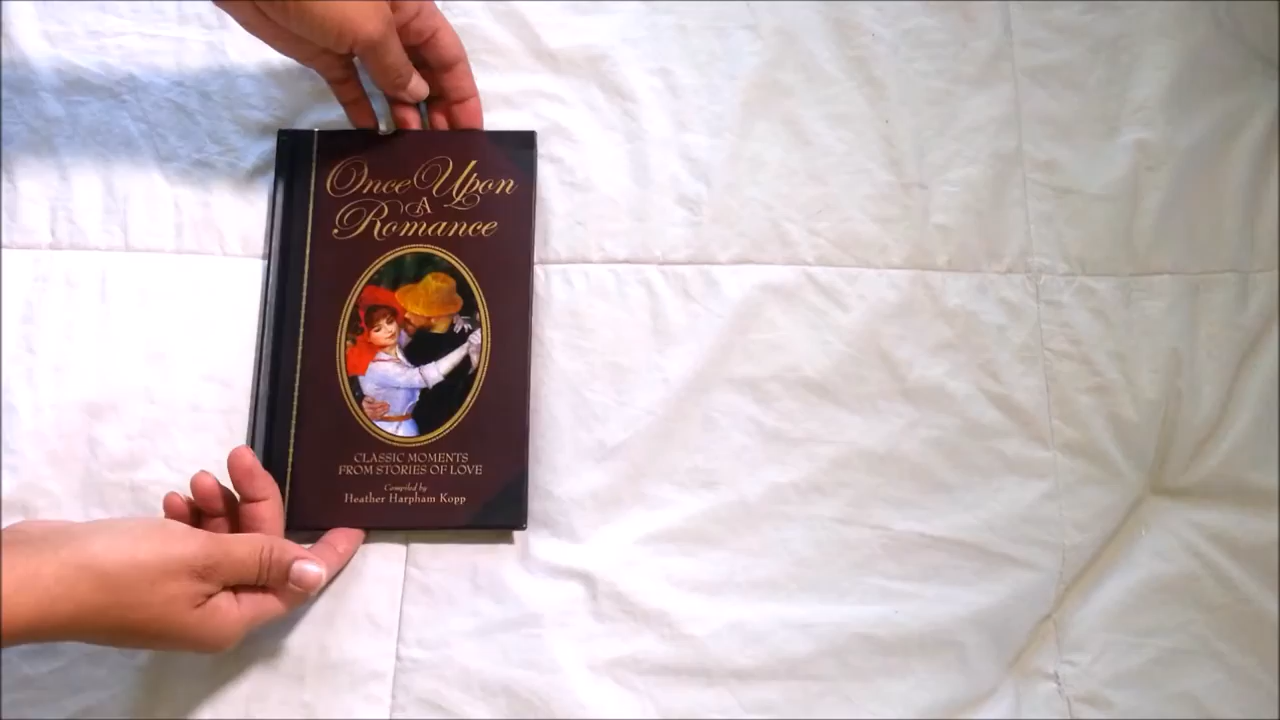 Once Upon
A
Romance
CLASSIC MOMENTS
FROM STORIES OF LOVE
Compiled by
Heather Harpham Kopp